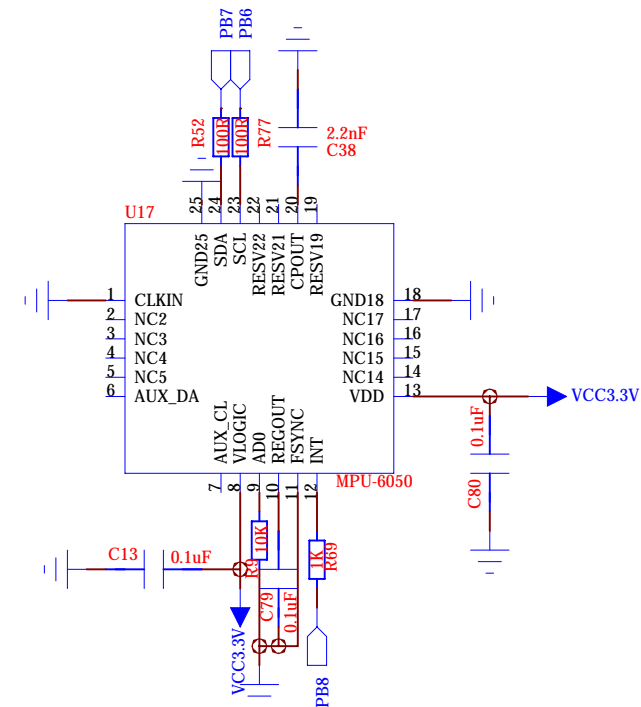 PB7
PB6
R52
100R
100R
R77
2.2nF
C38
U17
25
24
23
22
21
20
19
GND25
SDA
SCL
RESV22
RESV21
CPOUT
RESV19
1
CLKIN
GND18
18
2
NC2
NC17
17
3
NC3
NC16
16
4
NC4
NC15
15
5
NC5
NC14
14
6
AUX_DA
VDD
13
VCC3.3V
0.1uF
C80
AUX_CL
VLOGIC
AD0
REGOUT
FSYNC
INT
MPU-6050
7
8
9
10
11
12
C13
0.1uF
R9
10K
1K
R69
C79
0.1uF
VCC3.3V
PB8